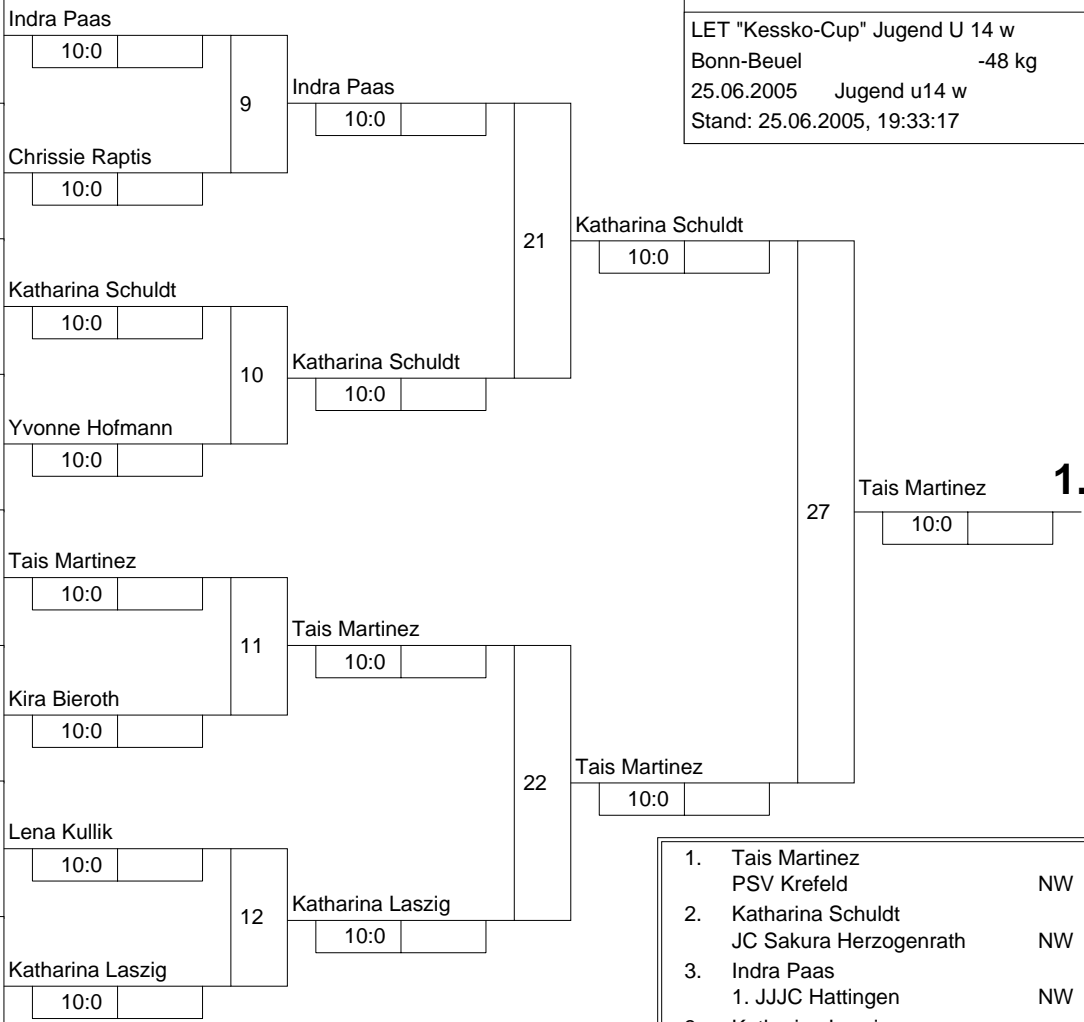 LET "Kessko-Cup" Jugend U 14 w
Bonn-Beuel -48 kg
25.06.2005 Jugend u14 w
Stand: 25.06.2005, 19:33:17
Indra Paas
10:0
9
Chrissie Raptis
10:0
Katharina Schuldt
10:0
10
Yvonne Hofmann
10:0
Tais Martinez
10:0
11
Kira Bieroth
10:0
Lena Kullik
10:0
12
Katharina Laszig
10:0
Indra Paas
10:0
21
Katharina Schuldt
10:0
Tais Martinez
10:0
22
Katharina Laszig
10:0
Katharina Schuldt
10:0
27
Tais Martinez
10:0
Tais Martinez 1.
10:0
1. Tais Martinez
PSV Krefeld NW
2. Katharina Schuldt
JC Sakura Herzogenrath NW
3. Indra Paas
1. JJJC Hattingen NW
3. Katharina Laszig